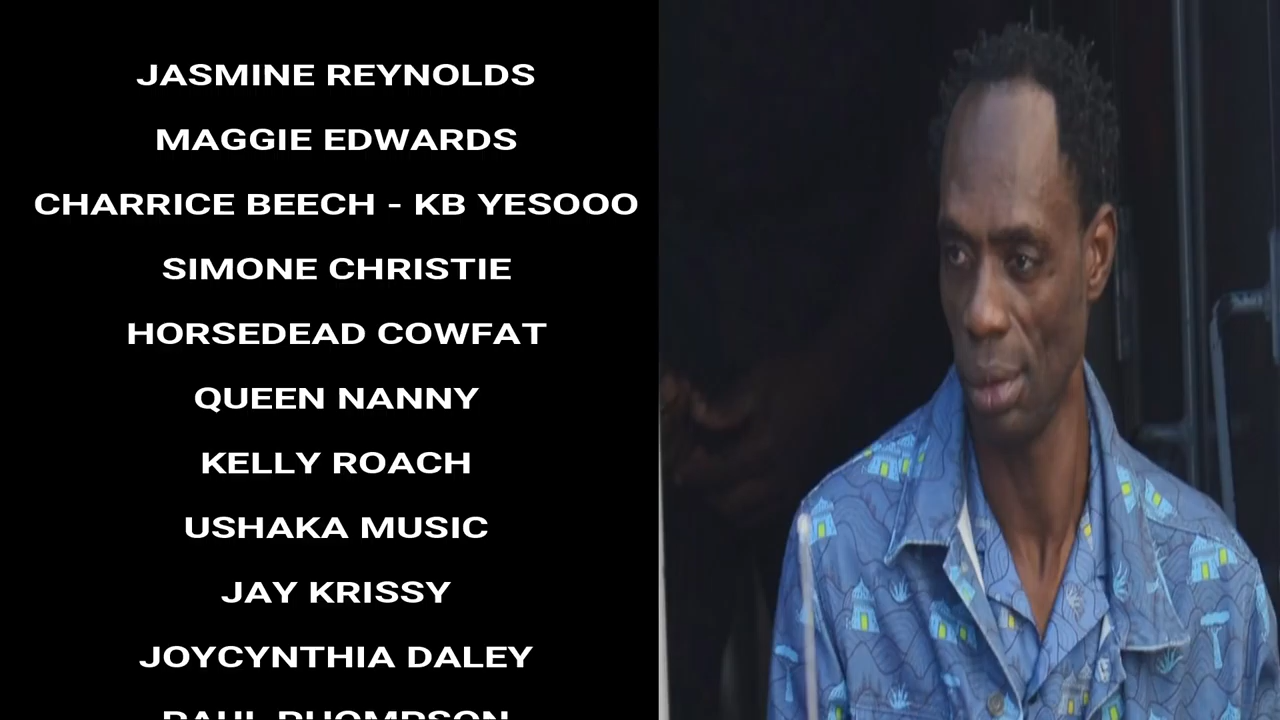 JASMINE REYNOLDS
MAGGIE EDWARDS
CHARRICE BEECH - KB YESOOO
SIMONE CHRISTIE
HORSEDEAD COWFAT
QUEEN NANNY
KELLY ROACH
USHAKA MUSIC
JAY KRISSY
JOYCYNTHIA DALEY